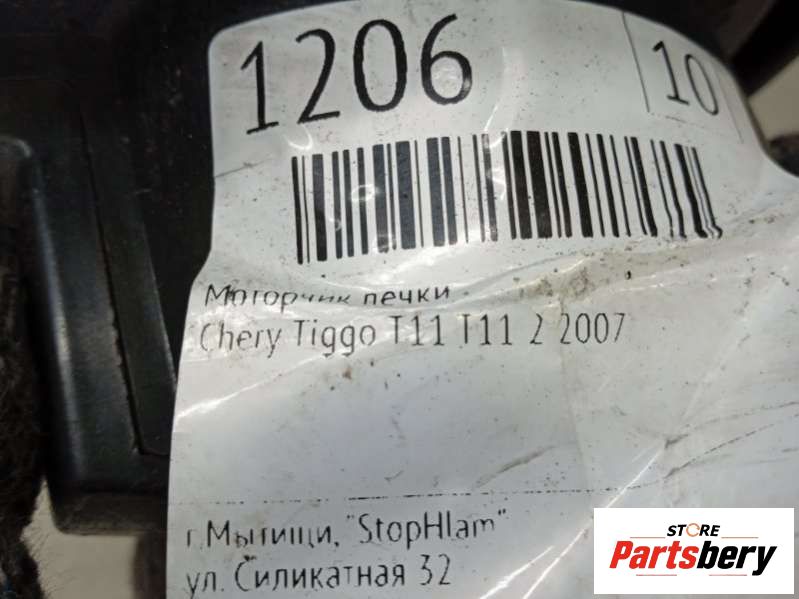 1206 10
Моторчик печки
Chery Tiggo T11 T11 2 2007
г.Мытищи, "StopHlam"
ул. Силикатная 32
STORE
Partsbery